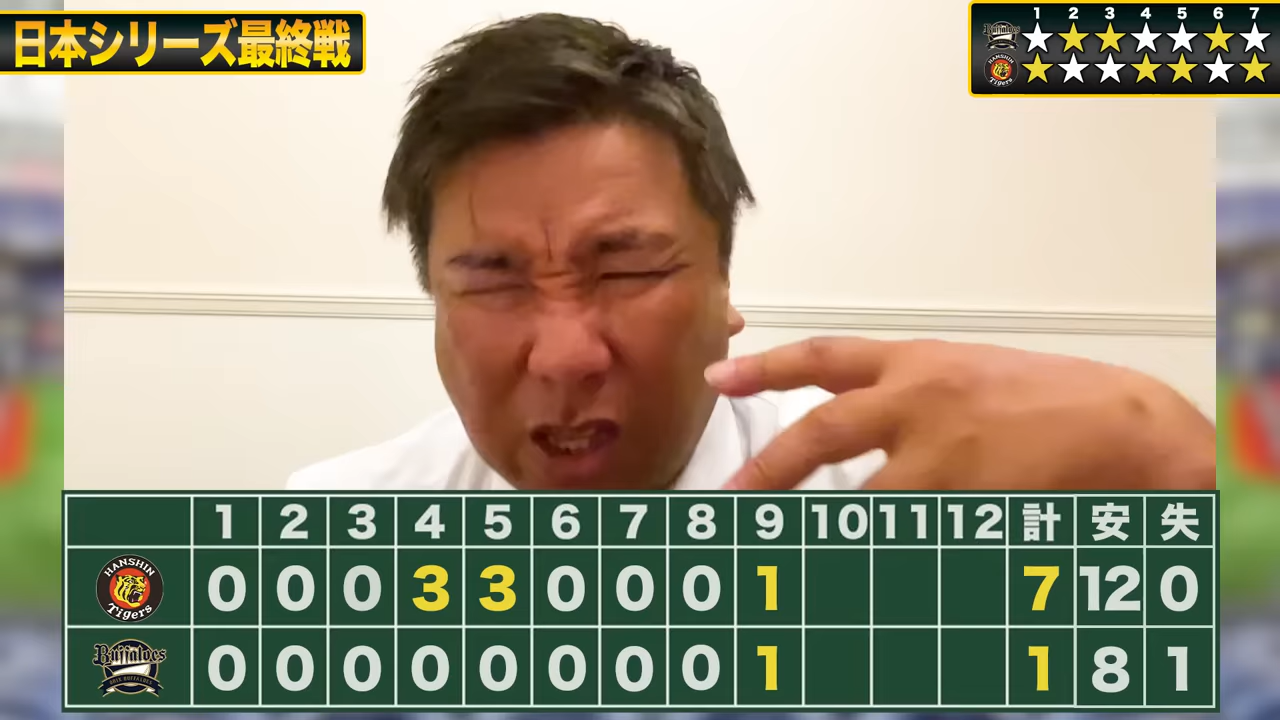 日本シリーズ最終戦
1 2 3 4 5 6 7
Buffaloes ☆ ★ ★ ☆ ☆ ★ ☆
HANSHIN Tigers ★ ☆ ☆ ★ ★ ☆ ★
1 2 3 4 5 6 7 8 9 10 11 12 計 安 失
HANSHIN Tigers 0 0 0 3 3 0 0 0 1 7 12 0
Buffaloes ORIX BUFFALOES 0 0 0 0 0 0 0 0 1 1 8 1